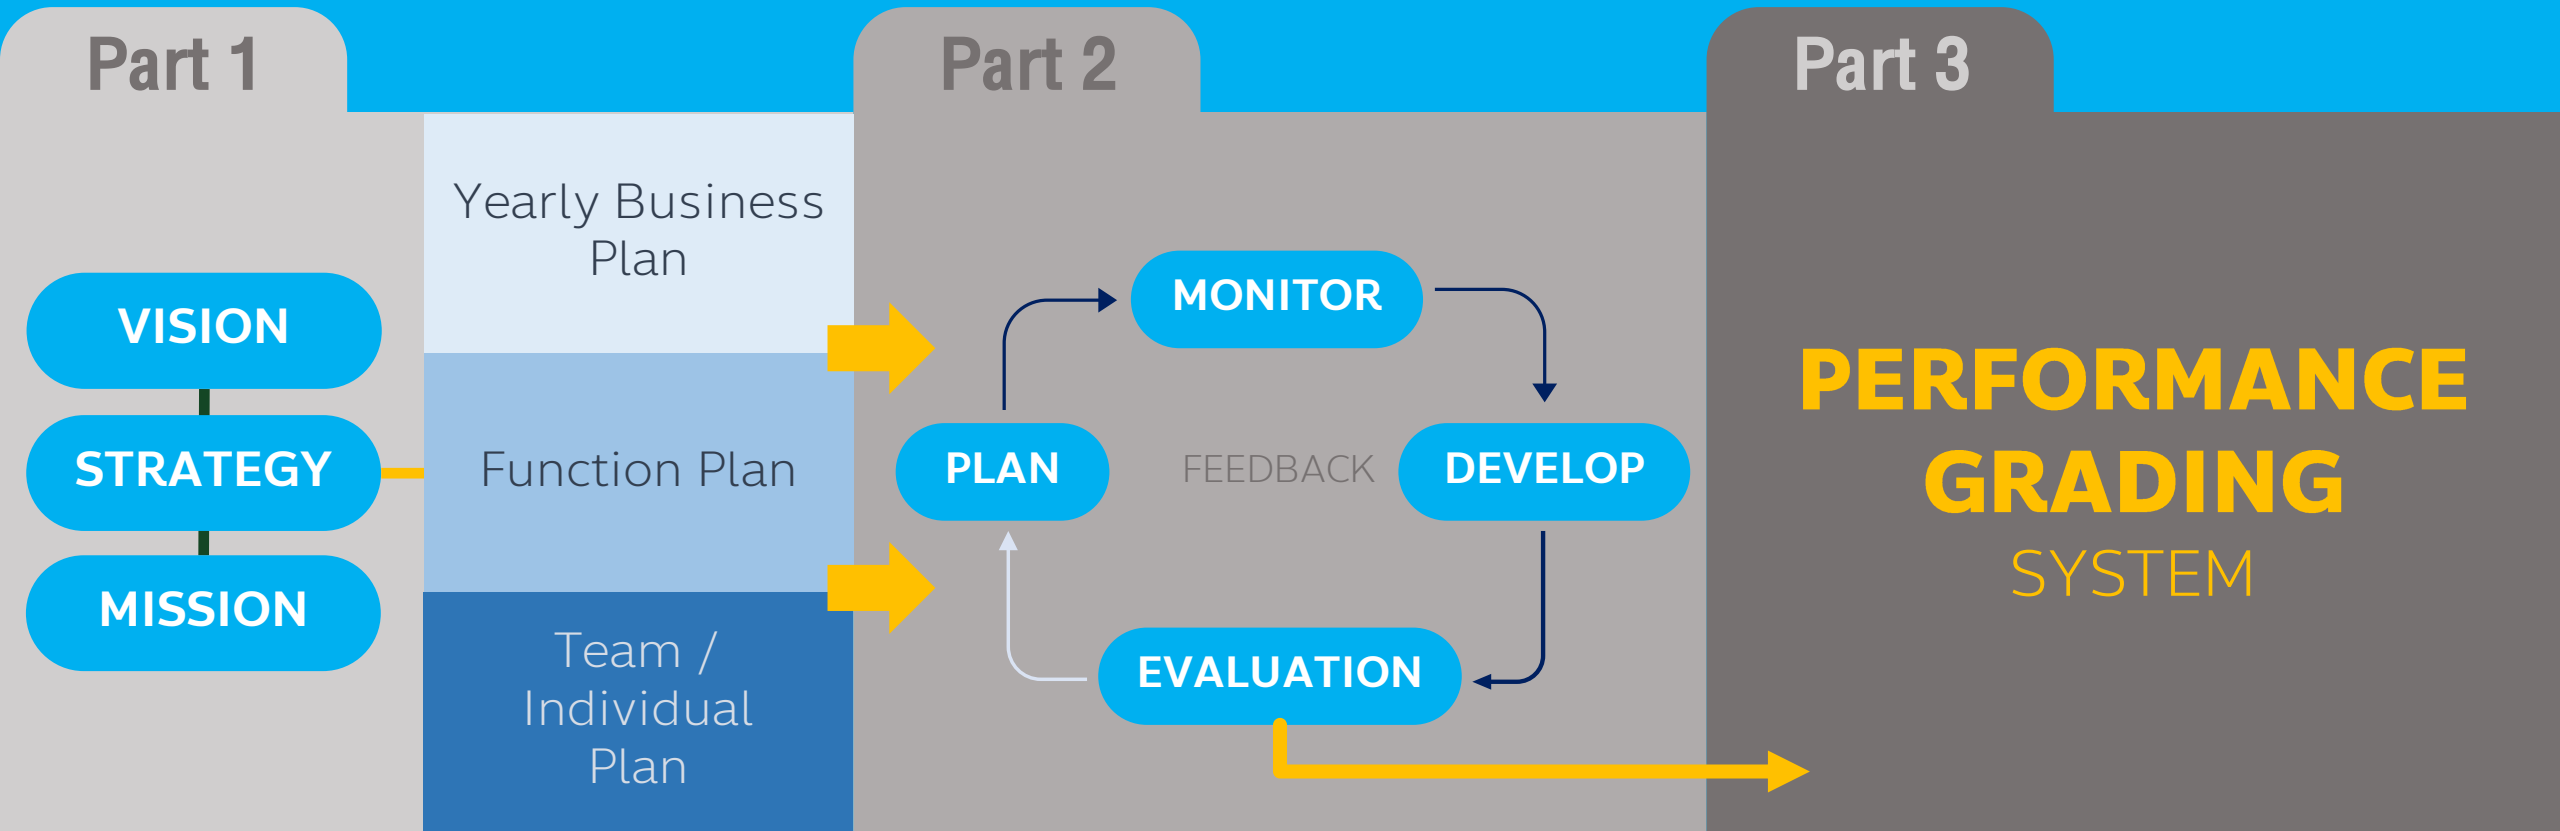 Part 1
VISION
STRATEGY
MISSION
Yearly Business
Plan
Function Plan
Team /
Individual
Plan
Part 2
MONITOR
PLAN
FEEDBACK
DEVELOP
EVALUATION
Part 3
PERFORMANCE
GRADING
SYSTEM